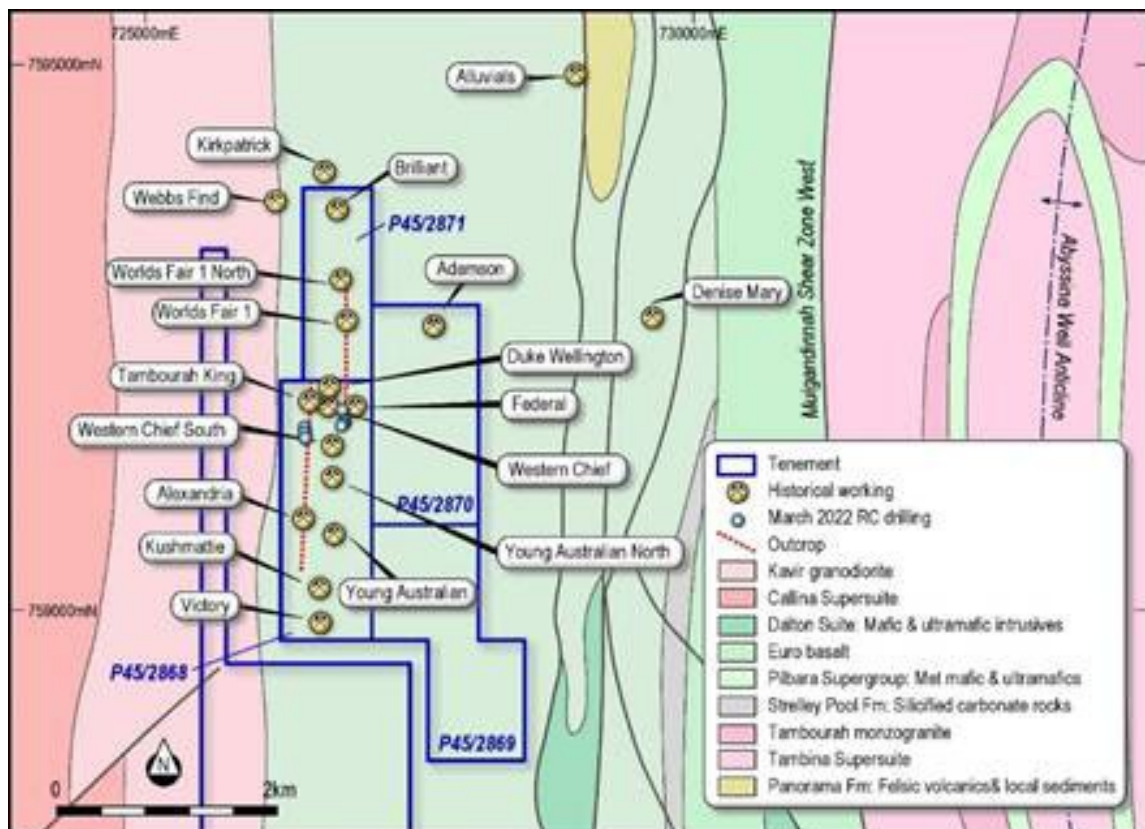 725000mE
730000mE
7595000mN
Alluvials
Kirkpatrick
Brilliant
Webbs Find
P45/2871
Worlds Fair 1 North
Adamson
Denise Mary
Worlds Fair 1
Mulgandinnah Shear Zone West
Abyssina Well Anticline
Duke Wellington
Tambourah King
Federal
Western Chief South
Western Chief
Alexandria
P45/2870
Young Australian North
Kushmattie
Young Australian
759000mN
Victory
P45/2868
P45/2869
N
0
2km
Tenement
Historical working
March 2022 RC drilling
Outcrop
Kavir granodiorite
Callina Supersuite
Dalton Suite: Mafic & ultramafic intrusives
Euro basalt
Pilbara Supergroup: Met mafic & ultramafics
Strelley Pool Fm: Silicified carbonate rocks
Tambourah monzogranite
Tambina Supersuite
Panorama Fm: Felsic volcanics& local sediments